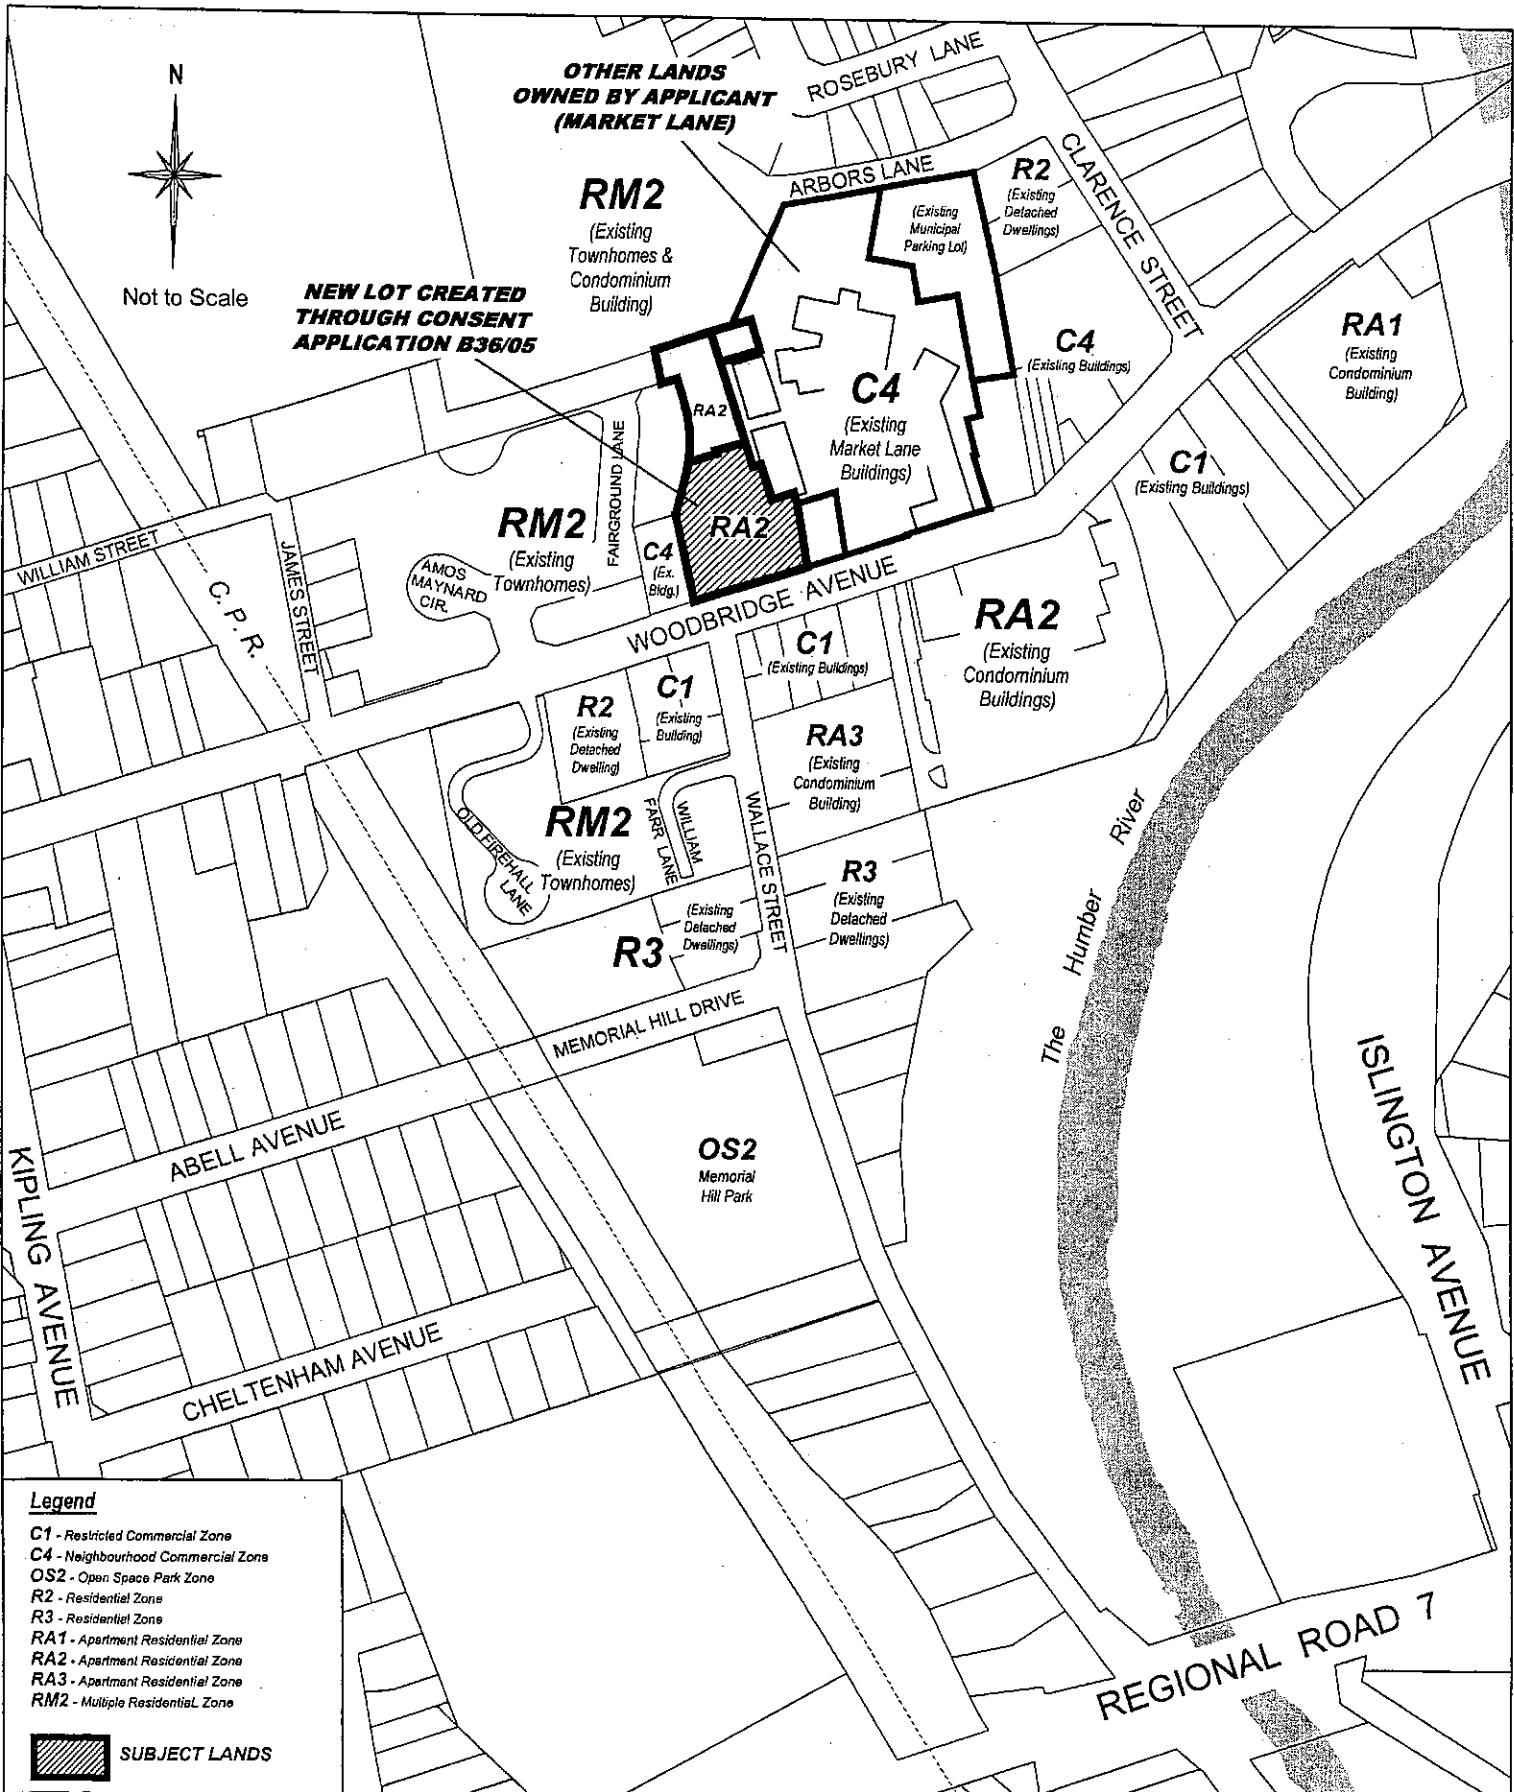 N
Not to Scale
OTHER LANDS
OWNED BY APPLICANT
(MARKET LANE)
ROSEBURY LANE
ARBORS LANE
CLARENCE STREET
R2
(Existing
Detached
Dwellings)
(Existing
Municipal
Parking Lot)
RM2
(Existing
Townhomes &
Condominium
Building)
NEW LOT CREATED
THROUGH CONSENT
APPLICATION B36/05
RA1
(Existing
Condominium
Building)
C4
(Existing Buildings)
C4
(Existing
Market Lane
Buildings)
RA2
C1
(Existing Buildings)
FAIRGROUND LANE
RM2
(Existing
Townhomes)
RA2
C4
(Ex.
Bldg.)
WILLIAM STREET
JAMES STREET
AMOS
MAYNARD
CIR.
C. P. R.
WOODBRIDGE AVENUE
RA2
(Existing
Condominium
Buildings)
C1
(Existing Buildings)
C1
(Existing
Building)
R2
(Existing
Detached
Dwelling)
RA3
(Existing
Condominium
Building)
OLD FIREHALL
LANE
RM2
(Existing
Townhomes)
WILLIAM
FARR LANE
WALLACE STREET
R3
(Existing
Detached
Dwellings)
R3
(Existing
Detached
Dwellings)
The Humber River
MEMORIAL HILL DRIVE
ISLINGTON AVENUE
ABELL AVENUE
OS2
Memorial
Hill Park
KIPLING AVENUE
CHELTENHAM AVENUE
REGIONAL ROAD 7
Legend
C1 - Restricted Commercial Zone
C4 - Neighbourhood Commercial Zone
OS2 - Open Space Park Zone
R2 - Residential Zone
R3 - Residential Zone
RA1 - Apartment Residential Zone
RA2 - Apartment Residential Zone
RA3 - Apartment Residential Zone
RM2 - Multiple ResidentiaL Zone
SUBJECT LANDS